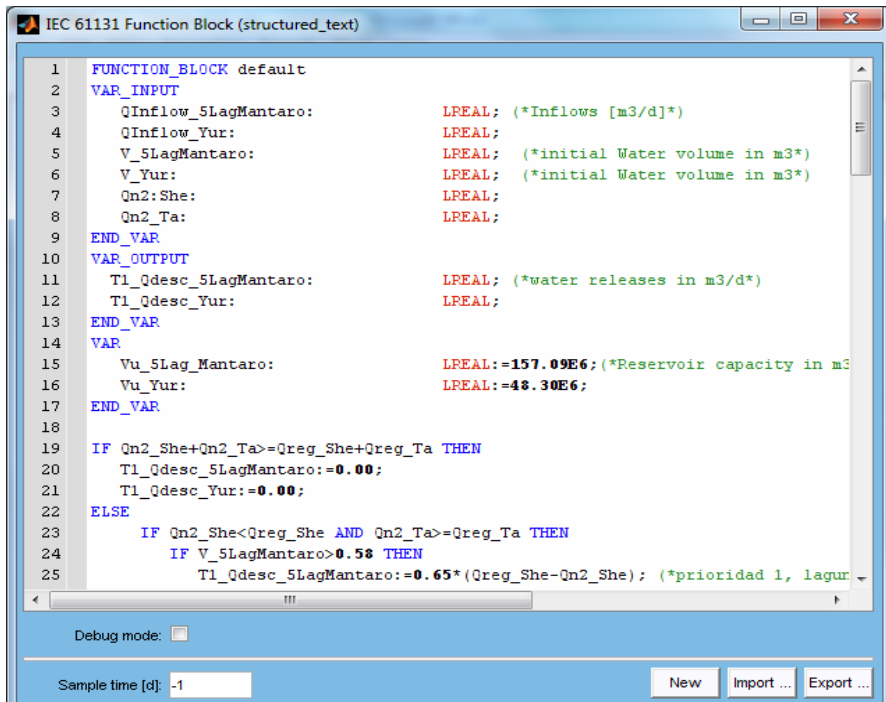 IEC 61131 Function Block (structured_text)
1 FUNCTION_BLOCK default
2 VAR_INPUT
3 QInflow_5LagMantaro: LREAL; (*Inflows [m3/d]*)
4 QInflow_Yur: LREAL;
5 V_5LagMantaro: LREAL; (*initial Water volume in m3*)
6 V_Yur: LREAL; (*initial Water volume in m3*)
7 Qn2:She: LREAL;
8 Qn2_Ta: LREAL;
9 END_VAR
10 VAR_OUTPUT
11 T1_Qdesc_5LagMantaro: LREAL; (*water releases in m3/d*)
12 T1_Qdesc_Yur: LREAL;
13 END_VAR
14 VAR
15 Vu_5Lag_Mantaro: LREAL:=157.09E6;(*Reservoir capacity in m3
16 Vu_Yur: LREAL:=48.30E6;
17 END_VAR
18
19 IF Qn2_She+Qn2_Ta>=Qreg_She+Qreg_Ta THEN
20 T1_Qdesc_5LagMantaro:=0.00;
21 T1_Qdesc_Yur:=0.00;
22 ELSE
23 IF Qn2_She<Qreg_She AND Qn2_Ta>=Qreg_Ta THEN
24 IF V_5LagMantaro>0.58 THEN
25 T1_Qdesc_5LagMantaro:=0.65*(Qreg_She-Qn2_She); (*prioridad 1, lagun
Debug mode:
Sample time [d]: -1 New Import ... Export ...